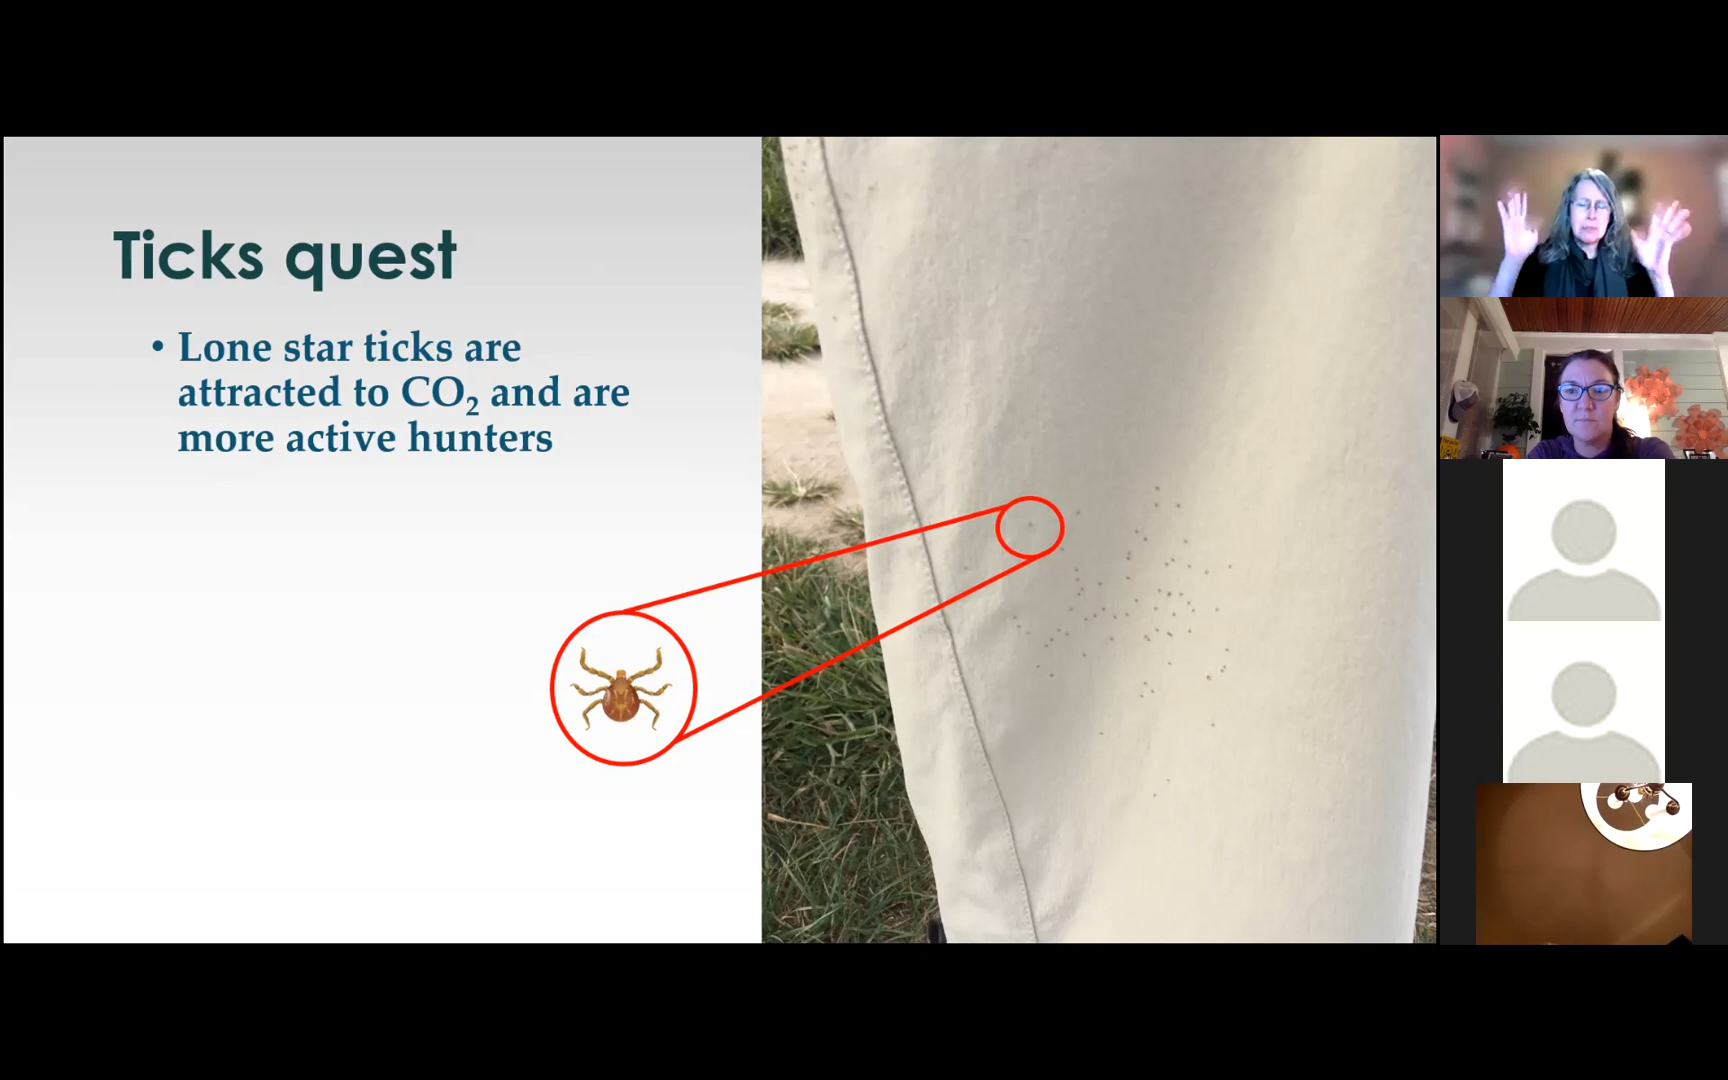 Ticks quest
• Lone star ticks are
attracted to CO₂ and are
more active hunters